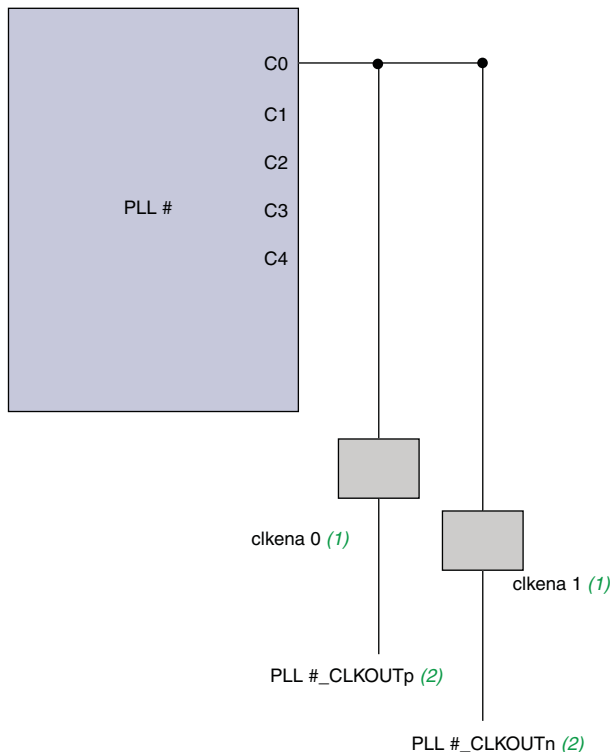 C0
C1
C2
PLL #
C3
C4
clkena 0 (1)
clkena 1 (1)
PLL #_CLKOUTp (2)
PLL #_CLKOUTn (2)